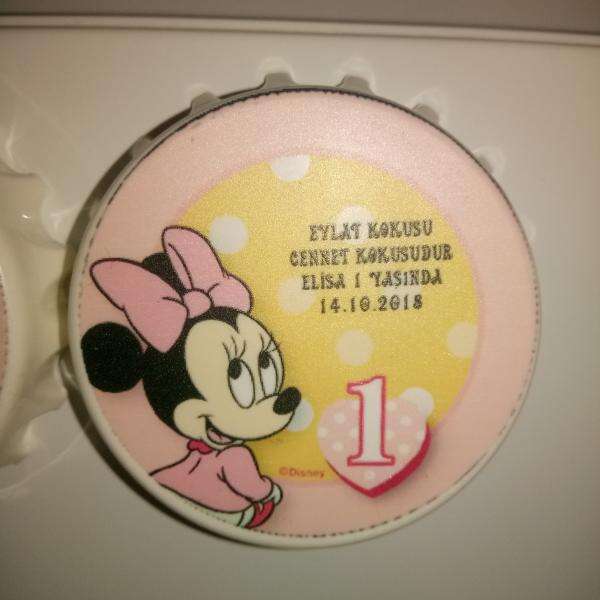 EVLAT KOKUSU
CENNET KOKUSUDUR
ELİSA 1 YAŞINDA
14.10.2018
1
©Disney